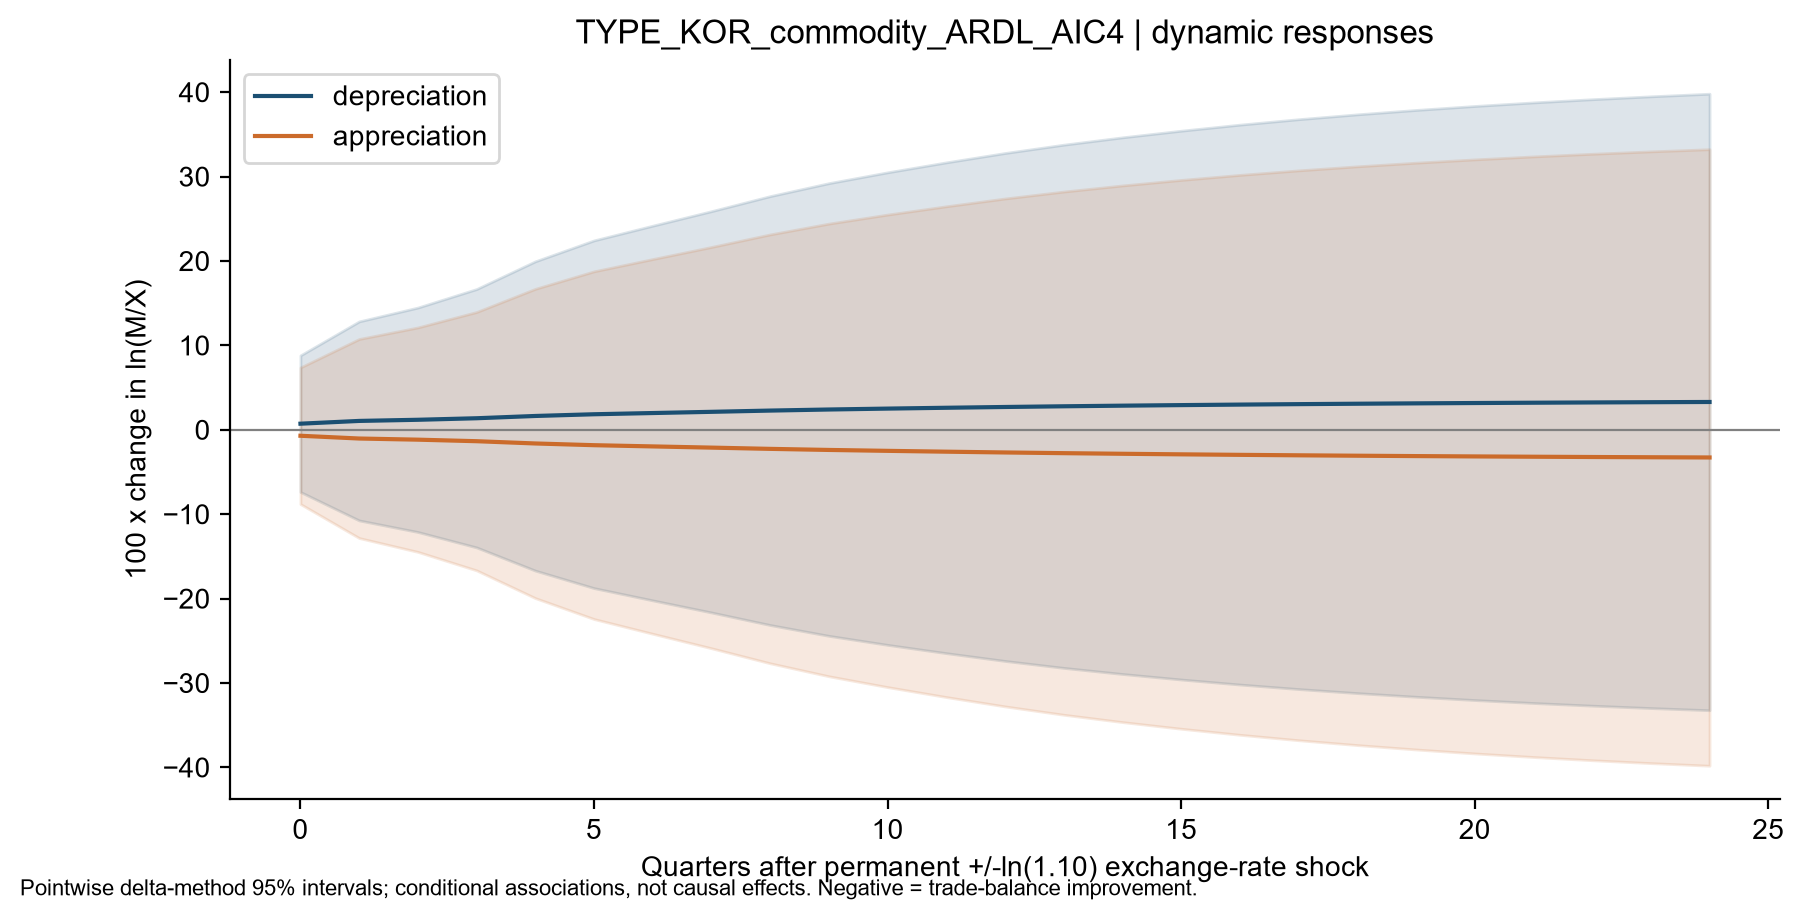 TYPE_KOR_commodity_ARDL_AIC4 | dynamic responses
depreciation
appreciation
100 x change in ln(M/X)
40
30
20
10
0
−10
−20
−30
−40
0 5 10 15 20 25
Quarters after permanent +/-ln(1.10) exchange-rate shock
Pointwise delta-method 95% intervals; conditional associations, not causal effects. Negative = trade-balance improvement.